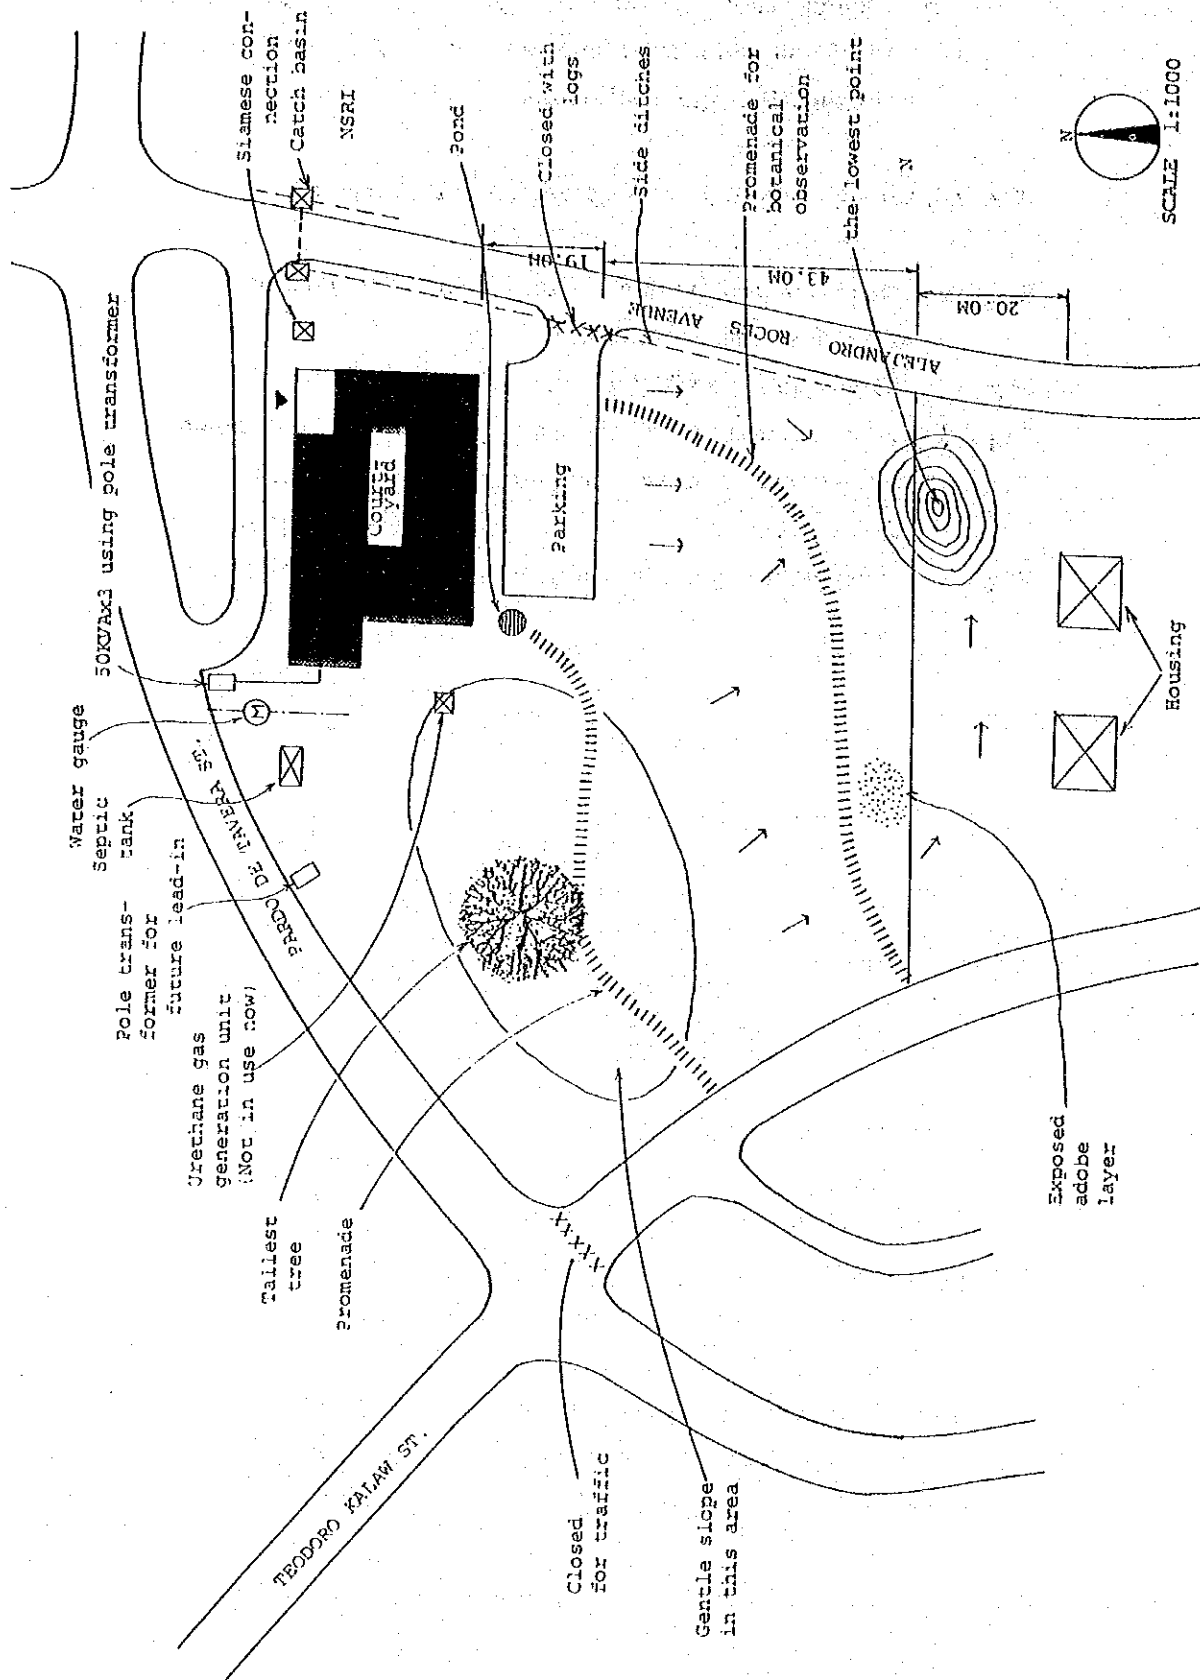 Siamese con-
nection
Catch basin
NSRI
Pond
Closed with
logs
Side ditches
Promenade for
botanical
observation
N
the lowest point
N
SCALE 1:1000
50KVAx3 using pole transformer
Water gauge
M
Septic
tank
Pole trans-
former for
future lead-in
PARDO DE TAVERA ST.
Urethane gas
generation unit
(Not in use now)
Tallest
tree
Promenade
TEODORO KALAW ST.
Closed
for traffic
Gentle slope
in this area
Court-
yard
Parking
19.0M
43.0M
20.0M
ALEJANDRO ROCES AVENUE
Housing
Exposed
adobe
layer